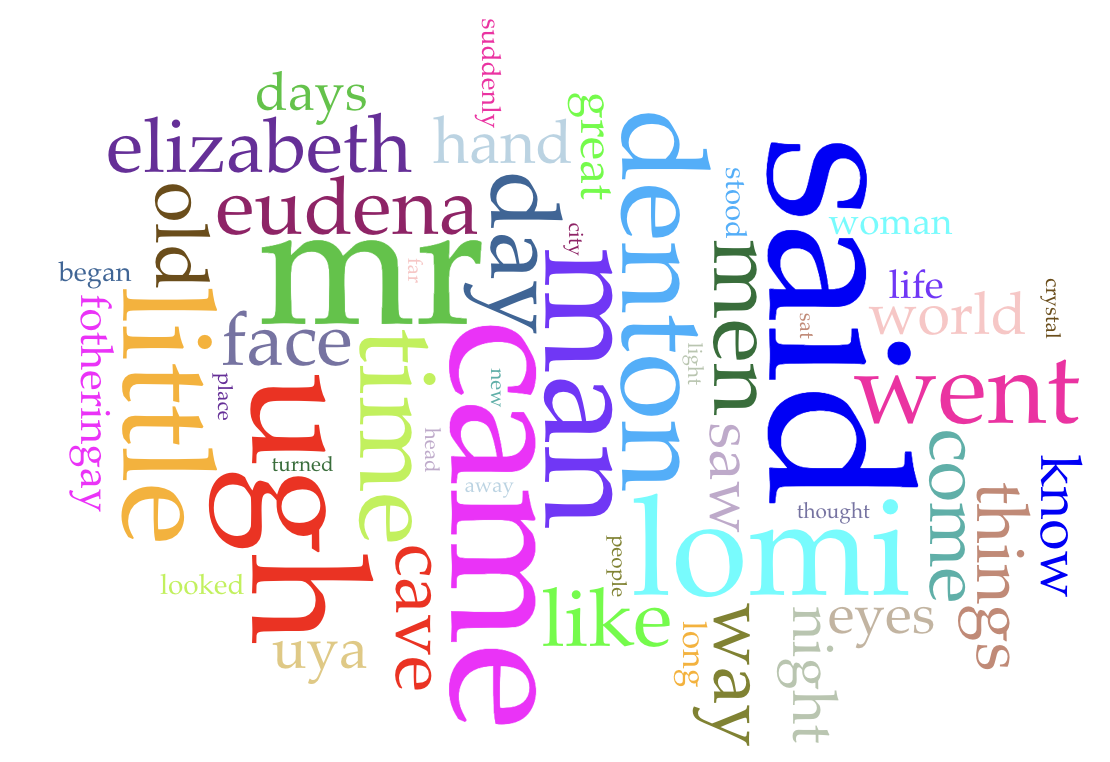 suddenly
days
great
elizabeth
hand
denton
said
old
eudena
day
stood
woman
mr
city
man
men
began
far
life
crystal
little
fotheringay
face
time
came
sat
world
light
ugh
place
new
went
turned
head
saw
come
know
away
things
thought
lomi
people
looked
cave
like
way
night
eyes
long
uya